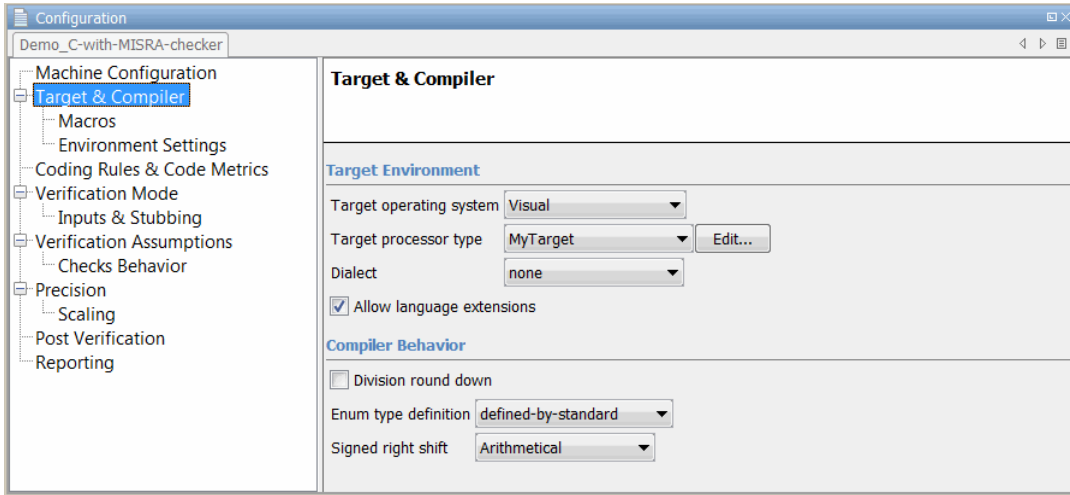 Configuration
Demo_C-with-MISRA-checker
Machine Configuration
Target & Compiler
Macros
Environment Settings
Coding Rules & Code Metrics
Verification Mode
Inputs & Stubbing
Verification Assumptions
Checks Behavior
Precision
Scaling
Post Verification
Reporting
Target & Compiler
Target Environment
Target operating system Visual
Target processor type MyTarget Edit...
Dialect none
Allow language extensions
Compiler Behavior
Division round down
Enum type definition defined-by-standard
Signed right shift Arithmetical